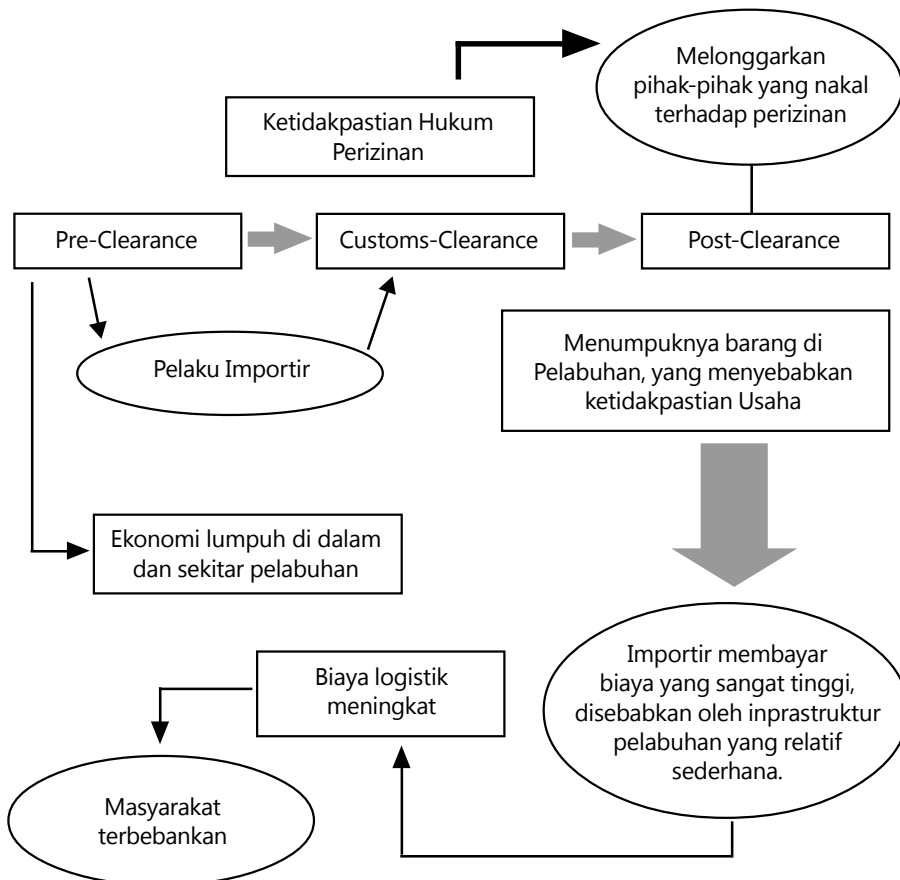 Melonggarkan
pihak-pihak yang nakal
terhadap perizinan
Ketidakpastian Hukum
Perizinan
Pre-Clearance
Customs-Clearance
Post-Clearance
Pelaku Importir
Menumpuknya barang di
Pelabuhan, yang menyebabkan
ketidakpastian Usaha
Ekonomi lumpuh di dalam
dan sekitar pelabuhan
Importir membayar
biaya yang sangat tinggi,
disebabkan oleh inprastruktur
pelabuhan yang relatif
sederhana.
Biaya logistik
meningkat
Masyarakat
terbebankan